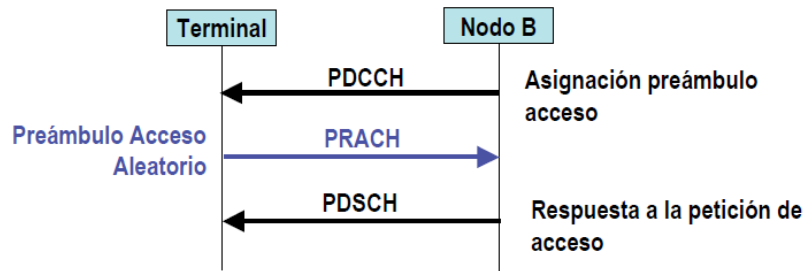 Terminal
Nodo B
PDCCH
Asignación preámbulo
acceso
Preámbulo Acceso
Aleatorio
PRACH
PDSCH
Respuesta a la petición de
acceso